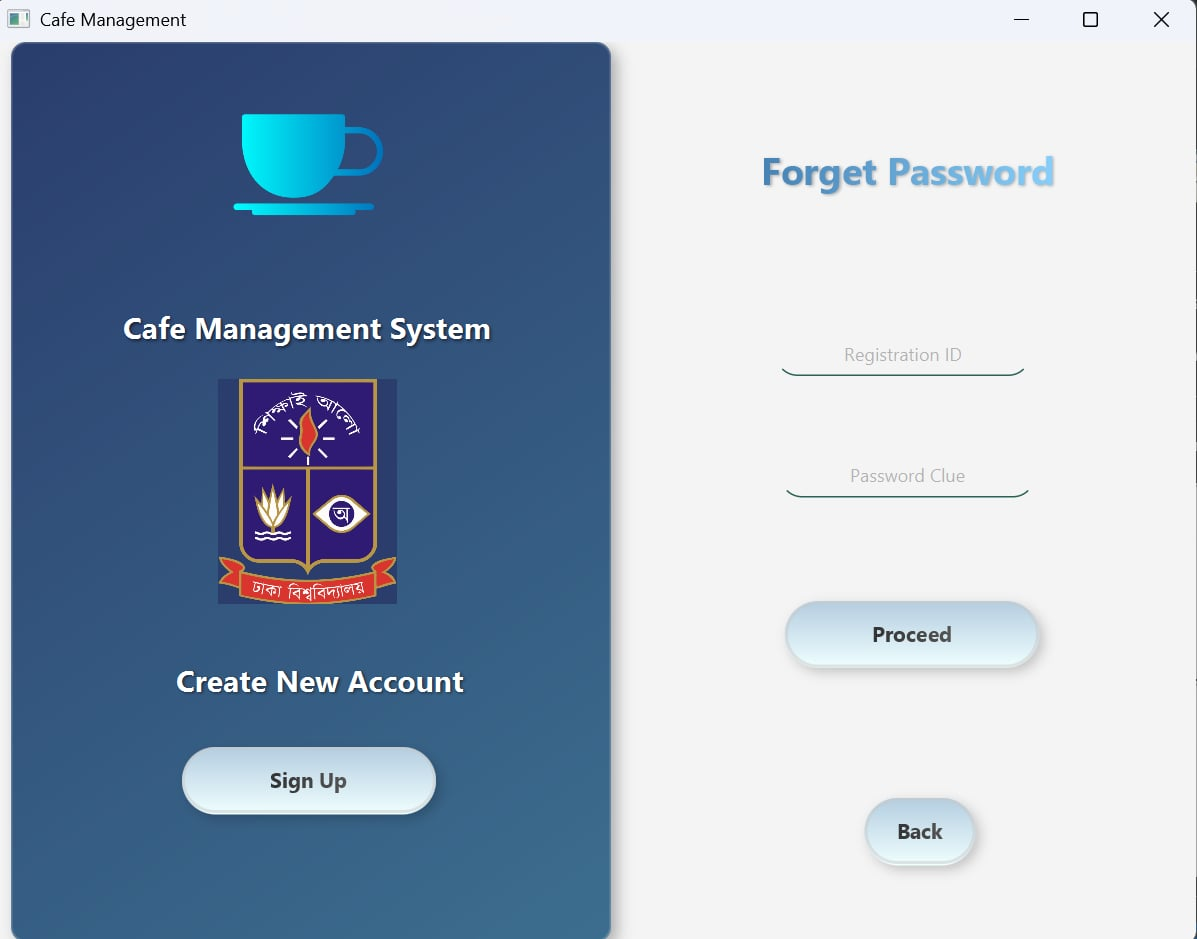 Cafe Management
Cafe Management System
শিক্ষাই আলো
অ
ঢাকা বিশ্ববিদ্যালয়
Create New Account
Sign Up
Forget Password
Registration ID
Password Clue
Proceed
Back